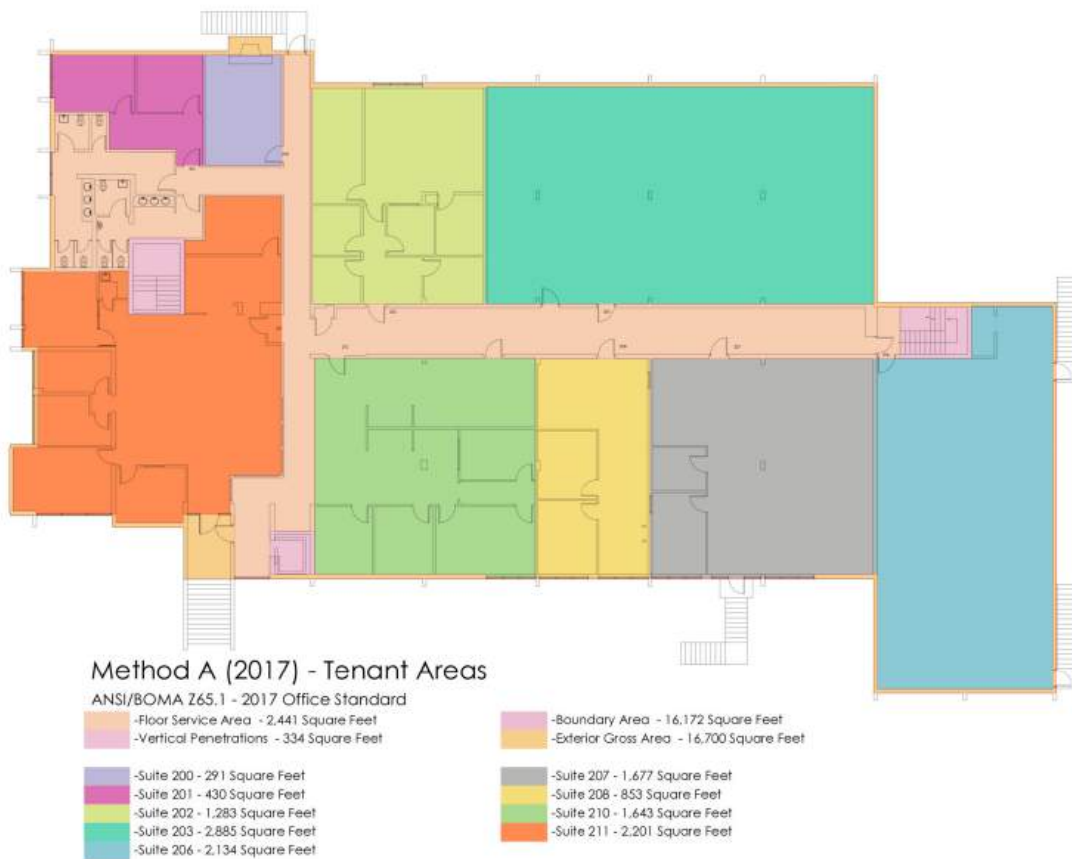 Method A (2017) - Tenant Areas
ANSI/BOMA Z65.1 - 2017 Office Standard
-Floor Service Area - 2,441 Square Feet
-Vertical Penetrations - 334 Square Feet
-Boundary Area - 16,172 Square Feet
-Exterior Gross Area - 16,700 Square Feet
-Suite 200 - 291 Square Feet
-Suite 201 - 430 Square Feet
-Suite 202 - 1,283 Square Feet
-Suite 203 - 2,885 Square Feet
-Suite 206 - 2,134 Square Feet
-Suite 207 - 1,677 Square Feet
-Suite 208 - 853 Square Feet
-Suite 210 - 1,643 Square Feet
-Suite 211 - 2,201 Square Feet